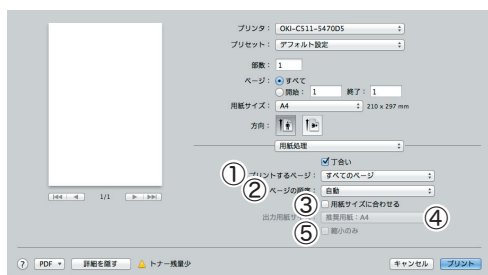 プリンタ： OKI-C511-5470D5
プリセット： デフォルト設定
部数： 1
ページ： すべて
開始： 1 終了： 1
用紙サイズ： A4 210 x 297 mm
方向：
用紙処理
丁合い
① プリントするページ： すべてのページ
② ページの順序： 自動
③ 用紙サイズに合わせる
出力用紙サイズ： 推奨用紙：A4 ④
⑤ 縮小のみ
1/1
? PDF 詳細を隠す トナー残量少 キャンセル プリント